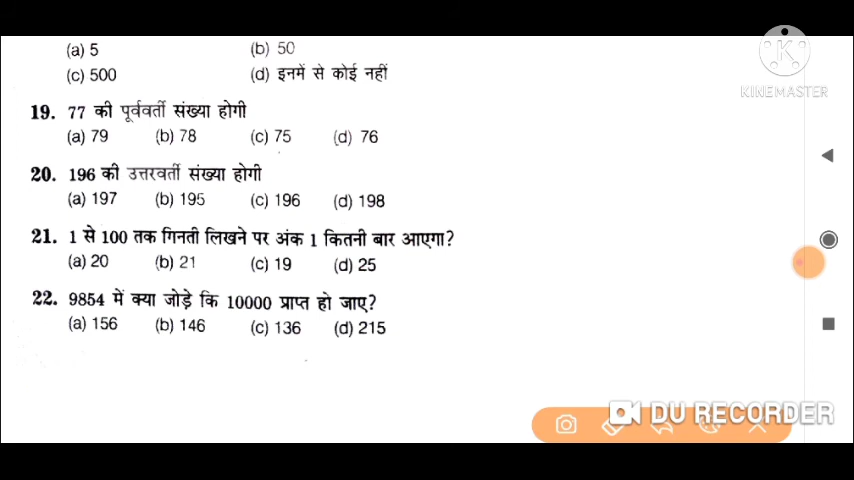 (a) 5 (b) 50
(c) 500 (d) इनमें से कोई नहीं
K
KINEMASTER
19. 77 की पूर्ववर्ती संख्या होगी
(a) 79 (b) 78 (c) 75 (d) 76
20. 196 की उत्तरवर्ती संख्या होगी
(a) 197 (b) 195 (c) 196 (d) 198
21. 1 से 100 तक गिनती लिखने पर अंक 1 कितनी बार आएगा?
(a) 20 (b) 21 (c) 19 (d) 25
22. 9854 में क्या जोड़े कि 10000 प्राप्त हो जाए?
(a) 156 (b) 146 (c) 136 (d) 215
DU RECORDER